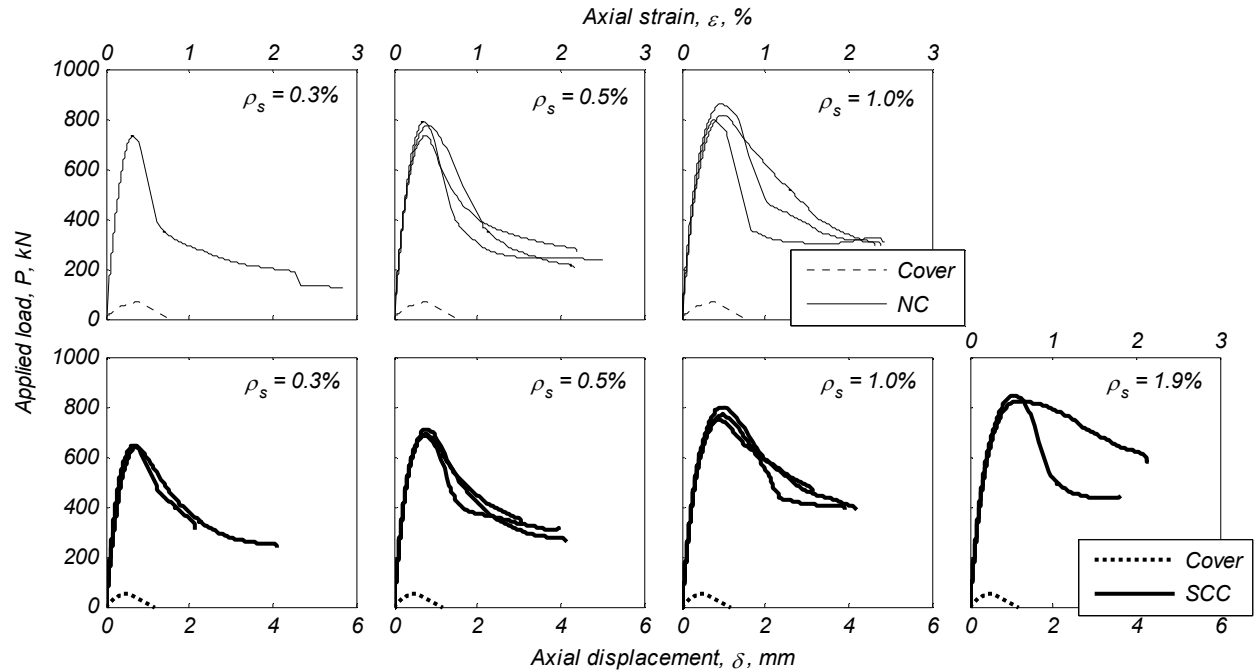 Axial strain, ε, %
0 1 2 3 0 1 2 3 0 1 2 3
1000
800
600
400
200
0
Applied load, P, kN
ρs = 0.3%
ρs = 0.5%
ρs = 1.0%
Cover
NC
0 1 2 3
1000
800
600
400
200
0
ρs = 0.3%
ρs = 0.5%
ρs = 1.0%
ρs = 1.9%
Cover
SCC
0 2 4 6 0 2 4 6 0 2 4 6 0 2 4 6
Axial displacement, δ, mm